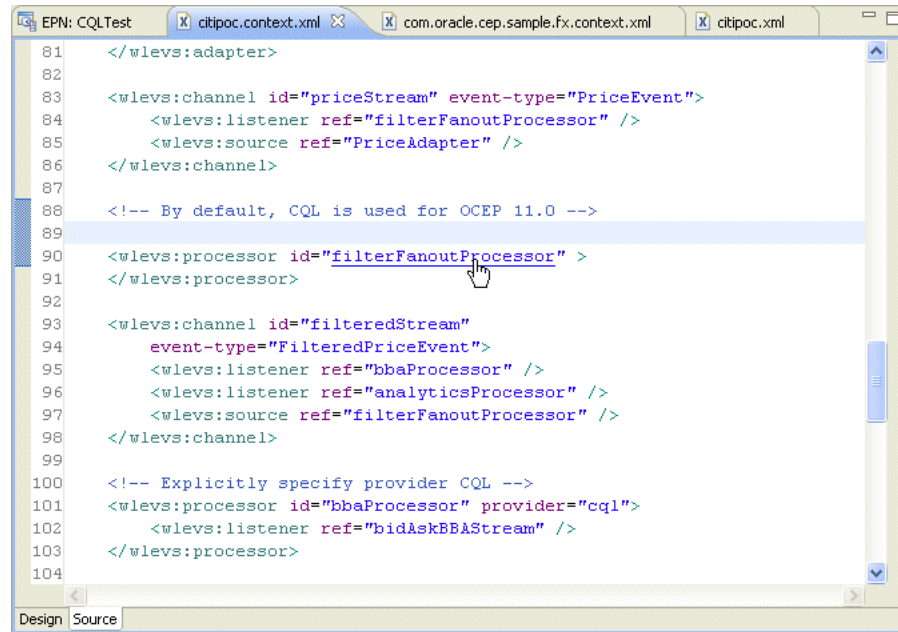 EPN: CQLTest citipoc.context.xml com.oracle.cep.sample.fx.context.xml citipoc.xml
81 </wlevs:adapter>
82
83 <wlevs:channel id="priceStream" event-type="PriceEvent">
84 <wlevs:listener ref="filterFanoutProcessor" />
85 <wlevs:source ref="PriceAdapter" />
86 </wlevs:channel>
87
88 <!-- By default, CQL is used for OCEP 11.0 -->
89
90 <wlevs:processor id="filterFanoutProcessor" >
91 </wlevs:processor>
92
93 <wlevs:channel id="filteredStream"
94 event-type="FilteredPriceEvent">
95 <wlevs:listener ref="bbaProcessor" />
96 <wlevs:listener ref="analyticsProcessor" />
97 <wlevs:source ref="filterFanoutProcessor" />
98 </wlevs:channel>
99
100 <!-- Explicitly specify provider CQL -->
101 <wlevs:processor id="bbaProcessor" provider="cql">
102 <wlevs:listener ref="bidAskBBAStream" />
103 </wlevs:processor>
104
Design Source